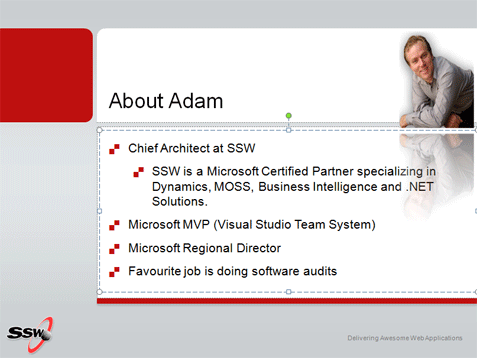 About Adam
Chief Architect at SSW
SSW is a Microsoft Certified Partner specializing in
Dynamics, MOSS, Business Intelligence and .NET
Solutions.
Microsoft MVP (Visual Studio Team System)
Microsoft Regional Director
Favourite job is doing software audits
SSW
Delivering Awesome Web Applications